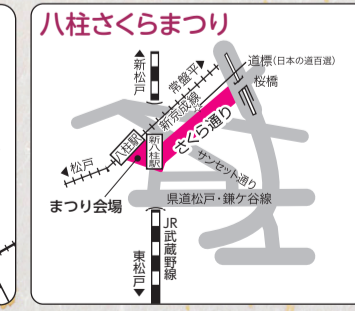 八柱さくらまつり
▲新松戸
常盤平▶
新京成線
道標(日本の道百選)
桜橋
さくら通り
八柱駅
新八柱駅
◀松戸
サンセット通り
まつり会場
県道松戸・鎌ケ谷線
JR武蔵野線
東松戸▼